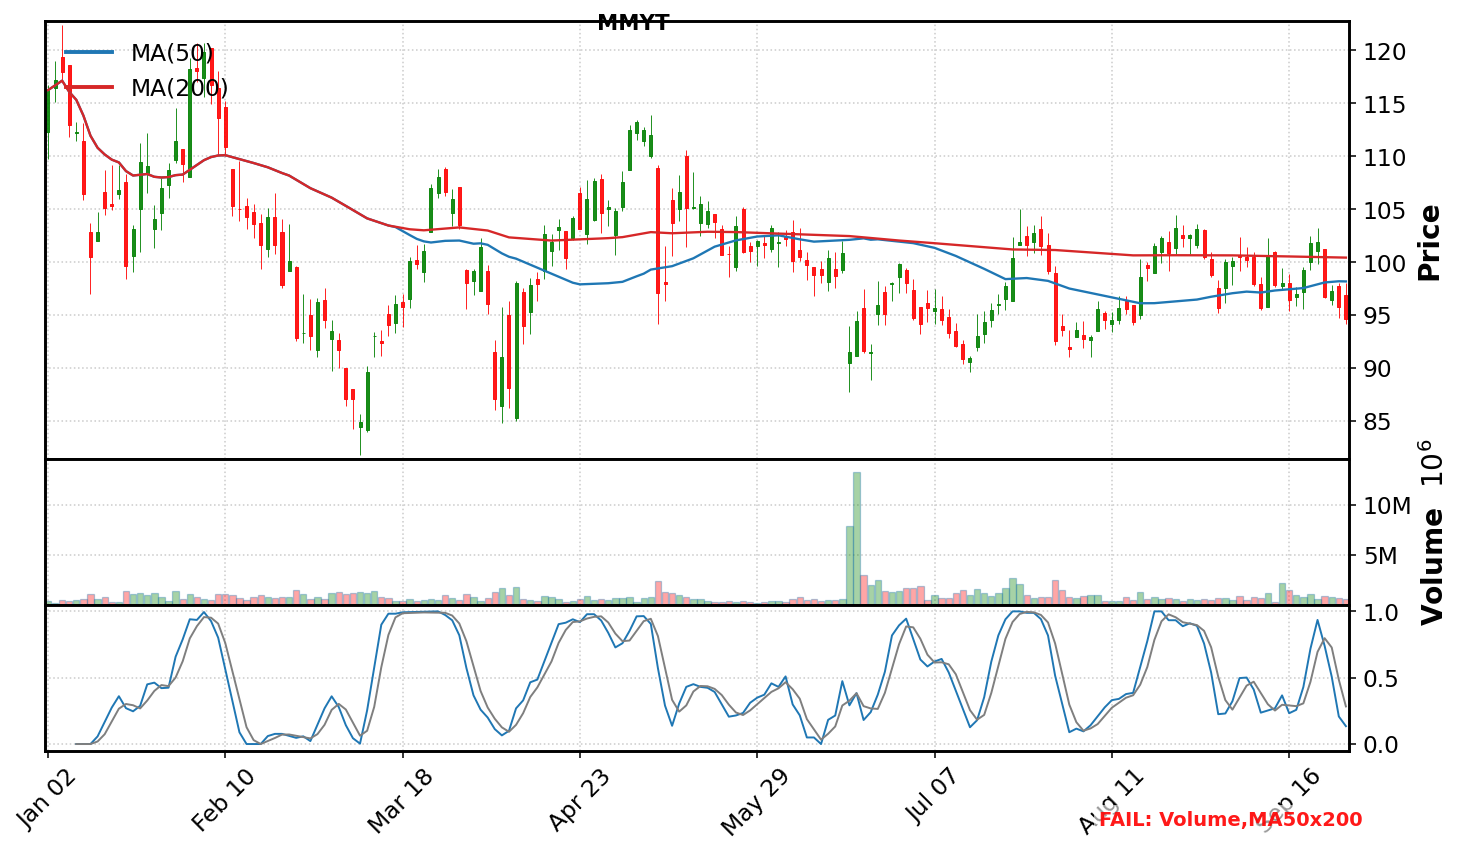 MMYT
MA(50)
MA(200)
120
115
110
105
100
95
90
85
Price
10M
5M
Volume 10^6
1.0
0.5
0.0
Jan 02
Feb 10
Mar 18
Apr 23
May 29
Jul 07
Aug 11
Sep 16
FAIL: Volume,MA50x200